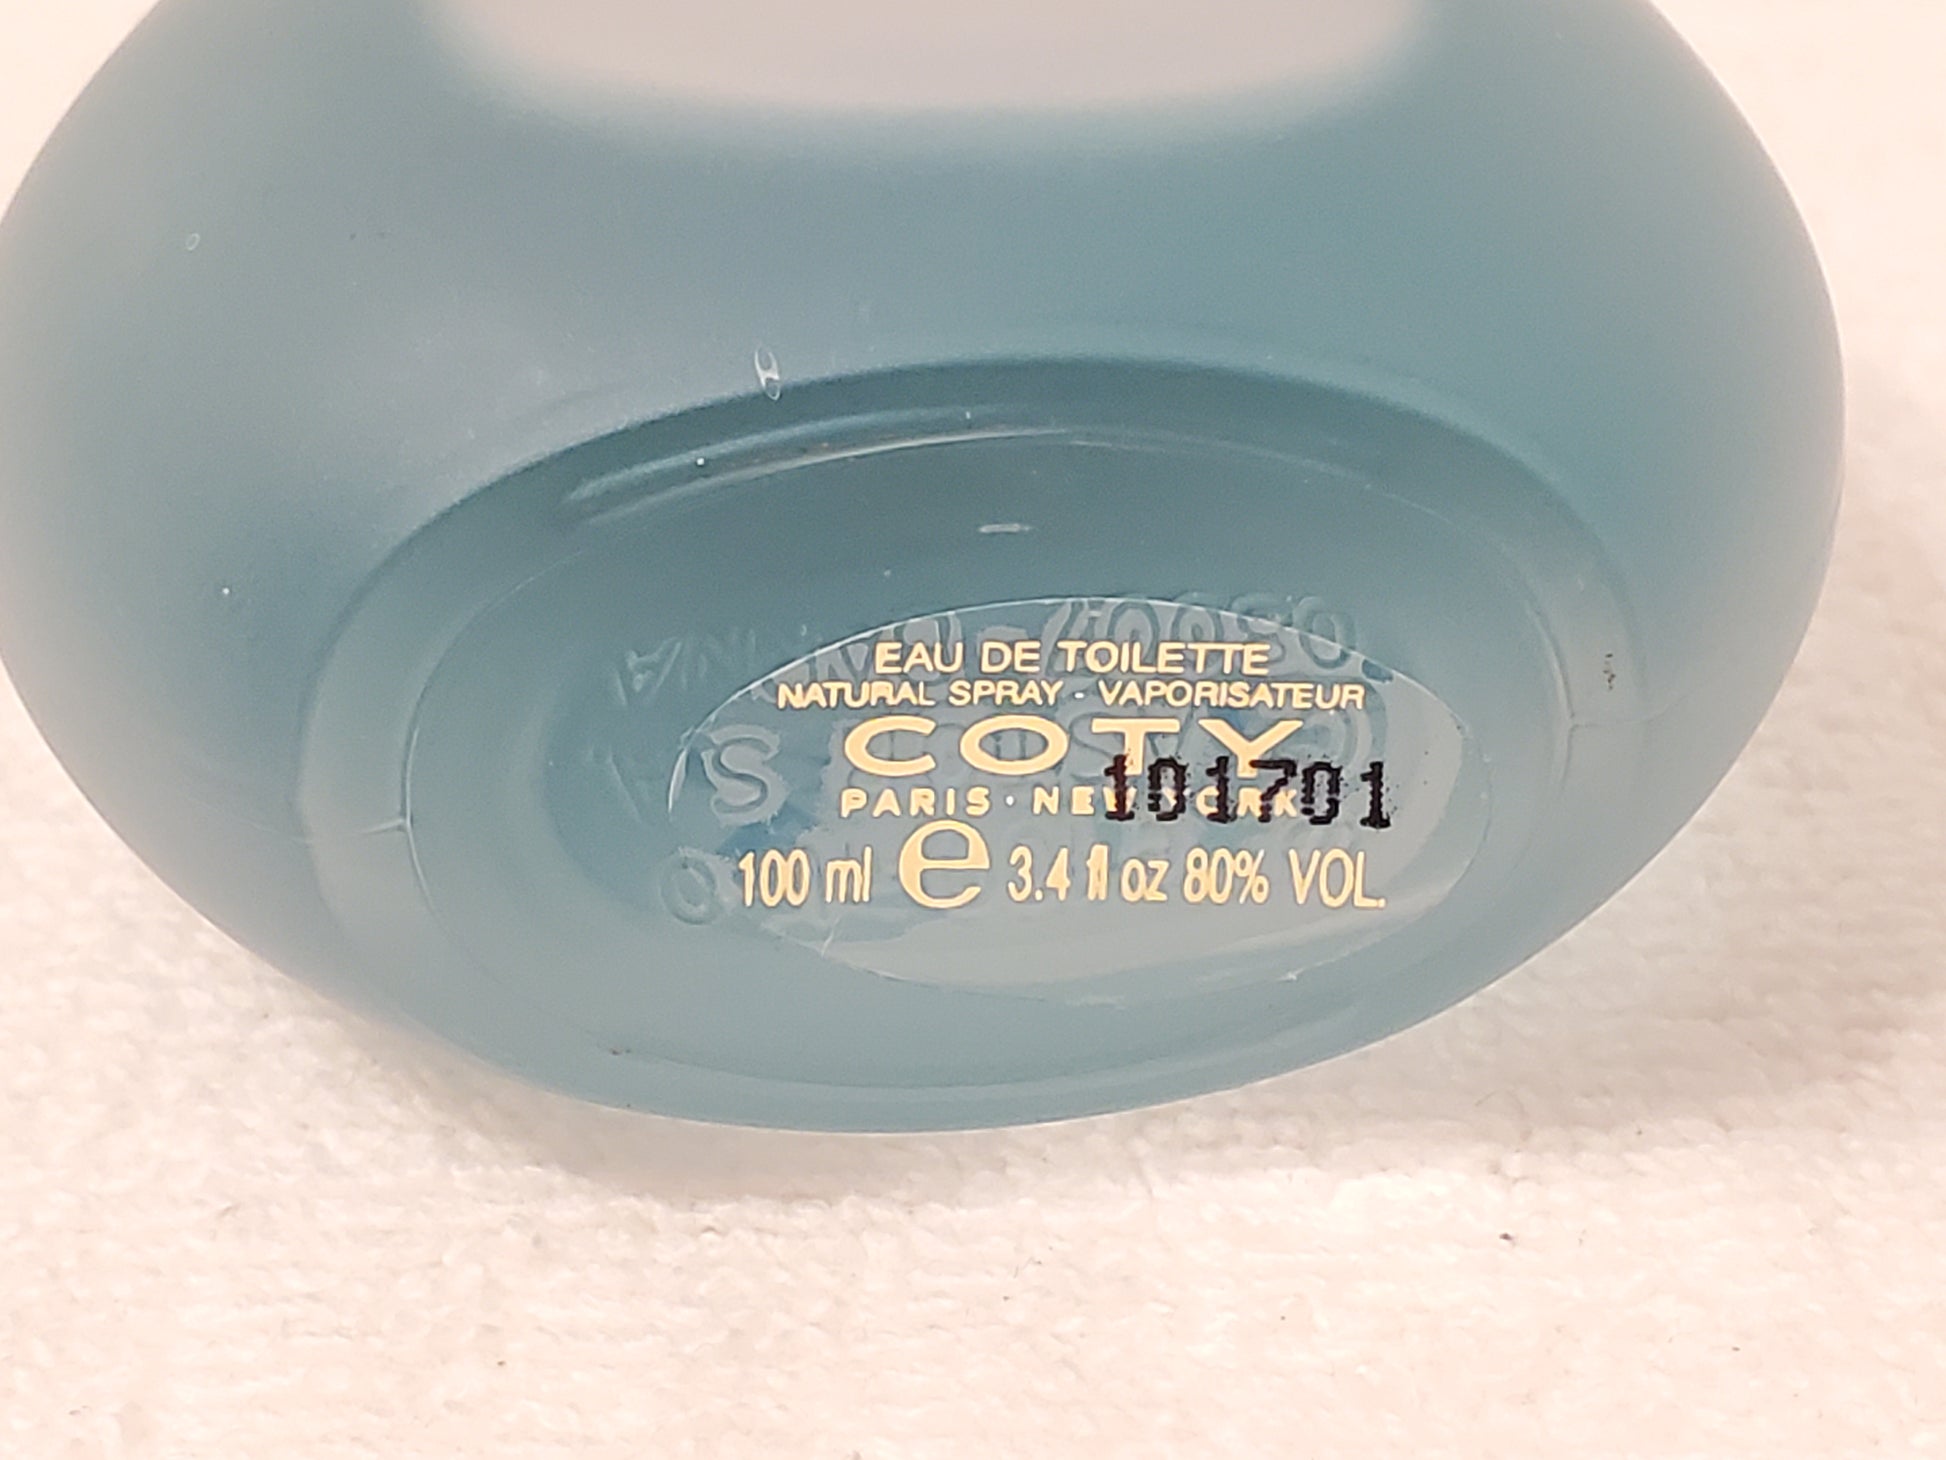 EAU DE TOILETTE
NATURAL SPRAY - VAPORISATEUR
COTY
PARIS · NEW YORK
101701
100 ml e 3.4 fl oz 80% VOL.